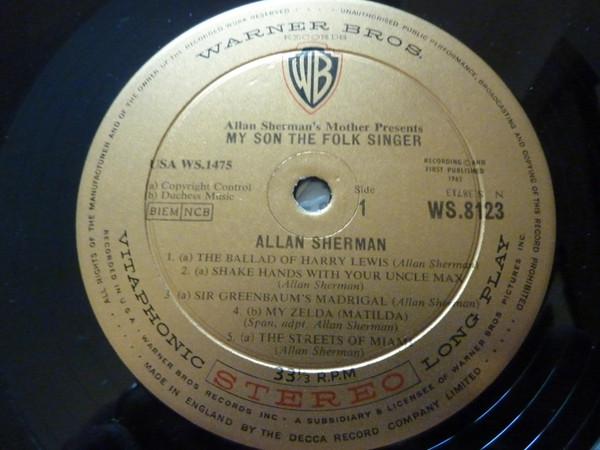 ALL RIGHTS OF THE MANUFACTURER AND OF THE OWNER OF THE RECORDED WORK RESERVED
UNAUTHORISED PUBLIC PERFORMANCE, BROADCASTING AND COPYING OF THIS RECORD PROHIBITED
WARNER BROS.
RECORDS
WB
Allan Sherman's Mother Presents
MY SON THE FOLK SINGER
USA WS.1475
RECORDING © AND
FIRST PUBLISHED
a) Copyright Control
b) Duchess Music
BIEM NCB
Side
1
WS.8123
ALLAN SHERMAN
1. (a) THE BALLAD OF HARRY LEWIS (Allan Sherman)
2. (a) SHAKE HANDS WITH YOUR UNCLE MAX
(Allan Sherman)
3. (a) SIR GREENBAUM'S MADRIGAL (Allan Sherman)
4. (b) MY ZELDA (MATILDA)
(Span, adpt. Allan Sherman)
5. (a) THE STREETS OF MIAMI
(Allan Sherman)
33⅓ R.P.M
VITAPHONIC STEREO LONG PLAY
RECORDED IN U.S.A. WARNER BROS RECORDS INC • A SUBSIDIARY & LICENSEE OF WARNER BROS PICTURES INC.
MADE IN ENGLAND BY THE DECCA RECORD COMPANY LIMITED